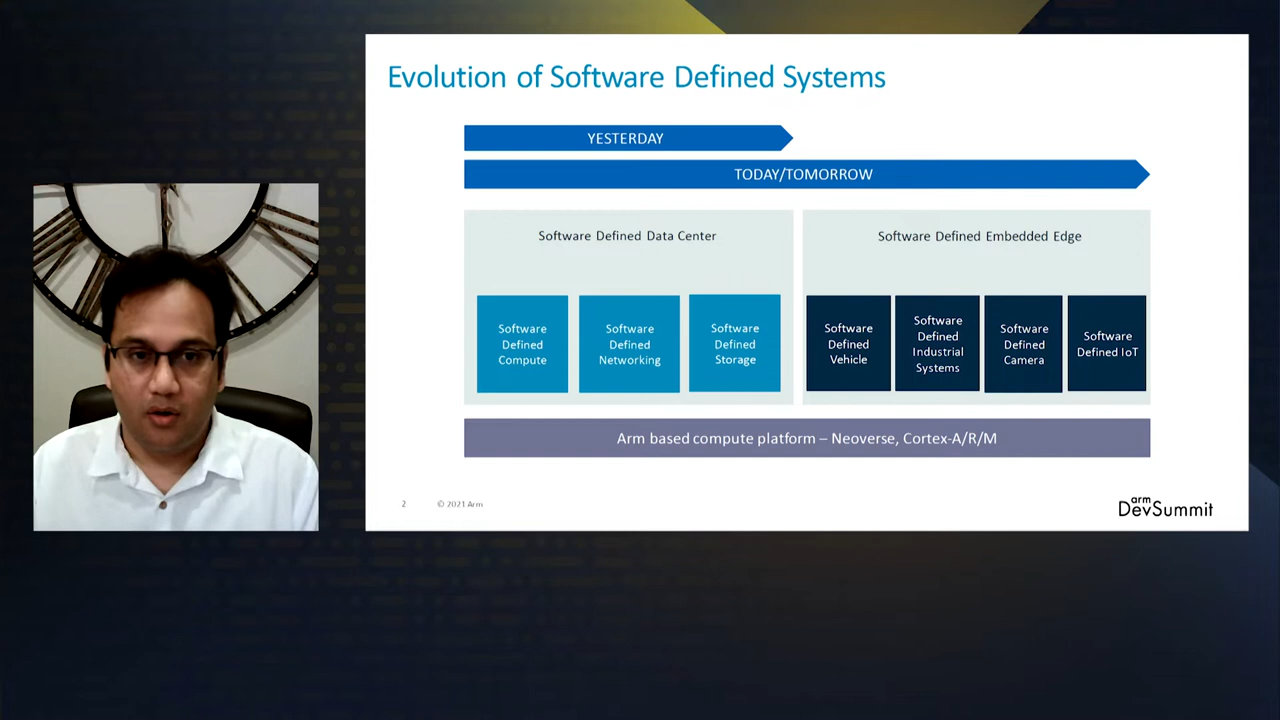 Evolution of Software Defined Systems
YESTERDAY
TODAY/TOMORROW
Software Defined Data Center
Software
Defined
Compute
Software
Defined
Networking
Software
Defined
Storage
Software Defined Embedded Edge
Software
Defined
Vehicle
Software
Defined
Industrial
Systems
Software
Defined
Camera
Software
Defined IoT
Arm based compute platform – Neoverse, Cortex-A/R/M
2
© 2021 Arm
arm
DevSummit